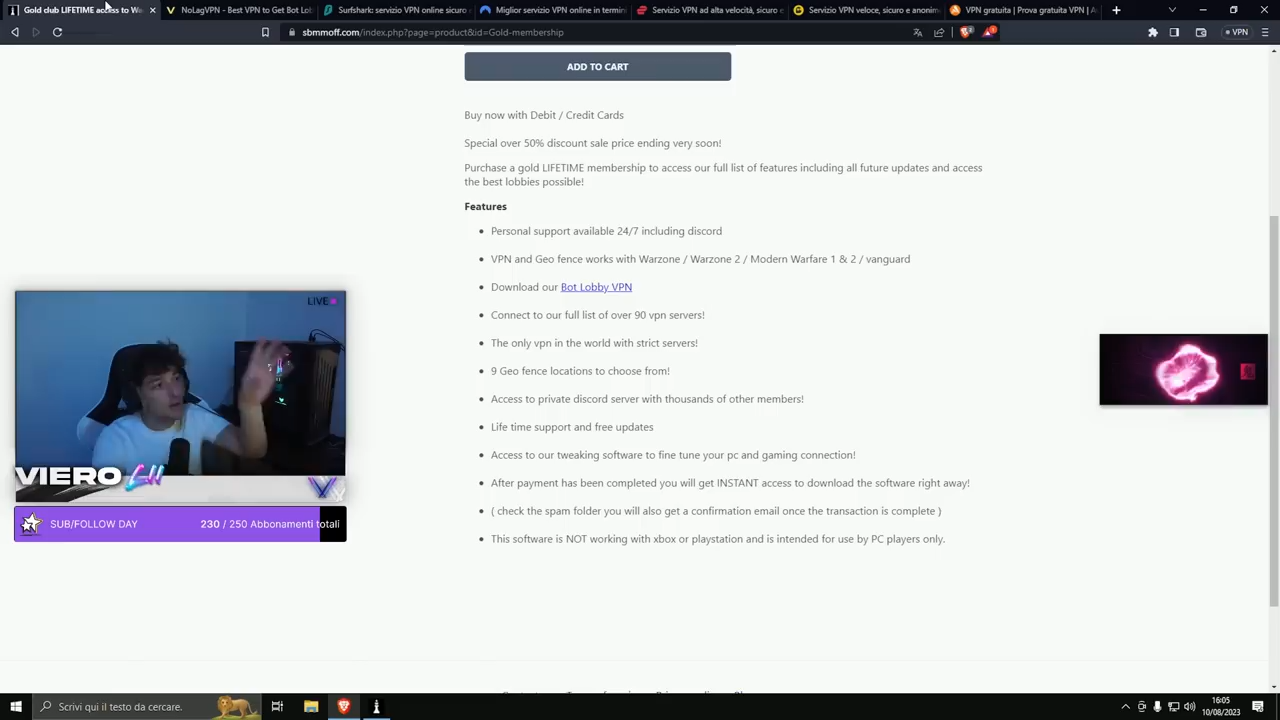 Gold club LIFETIME access to Wa
NoLagVPN - Best VPN to Get Bot Lob
Surfshark: servizio VPN online sicuro
Miglior servizio VPN online in termin
Servizio VPN ad alta velocità, sicuro e
Servizio VPN veloce, sicuro e anonim
VPN gratuita | Prova gratuita VPN | Av
sbmmoff.com/index.php?page=product&id=Gold-membership
VPN
ADD TO CART
Buy now with Debit / Credit Cards
Special over 50% discount sale price ending very soon!
Purchase a gold LIFETIME membership to access our full list of features including all future updates and access
the best lobbies possible!
Features
Personal support available 24/7 including discord
VPN and Geo fence works with Warzone / Warzone 2 / Modern Warfare 1 & 2 / vanguard
Download our Bot Lobby VPN
Connect to our full list of over 90 vpn servers!
The only vpn in the world with strict servers!
9 Geo fence locations to choose from!
Access to private discord server with thousands of other members!
Life time support and free updates
Access to our tweaking software to fine tune your pc and gaming connection!
After payment has been completed you will get INSTANT access to download the software right away!
( check the spam folder you will also get a confirmation email once the transaction is complete )
This software is NOT working with xbox or playstation and is intended for use by PC players only.
LIVE
VIERO
SUB/FOLLOW DAY
230 / 250 Abbonamenti totali
Scrivi qui il testo da cercare.
16:05
10/08/2023